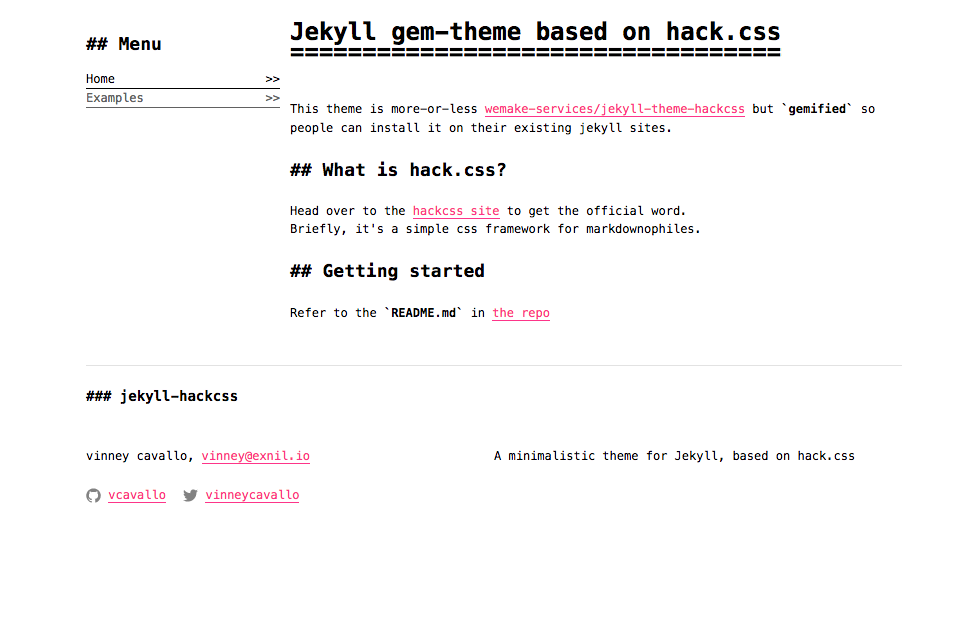 ## Menu
Home >>
Examples >>
Jekyll gem-theme based on hack.css
==================================
This theme is more-or-less wemake-services/jekyll-theme-hackcss but `gemified` so
people can install it on their existing jekyll sites.
## What is hack.css?
Head over to the hackcss site to get the official word.
Briefly, it's a simple css framework for markdownophiles.
## Getting started
Refer to the `README.md` in the repo
### jekyll-hackcss
vinney cavallo, vinney@exnil.io
A minimalistic theme for Jekyll, based on hack.css
vcavallo vinneycavallo